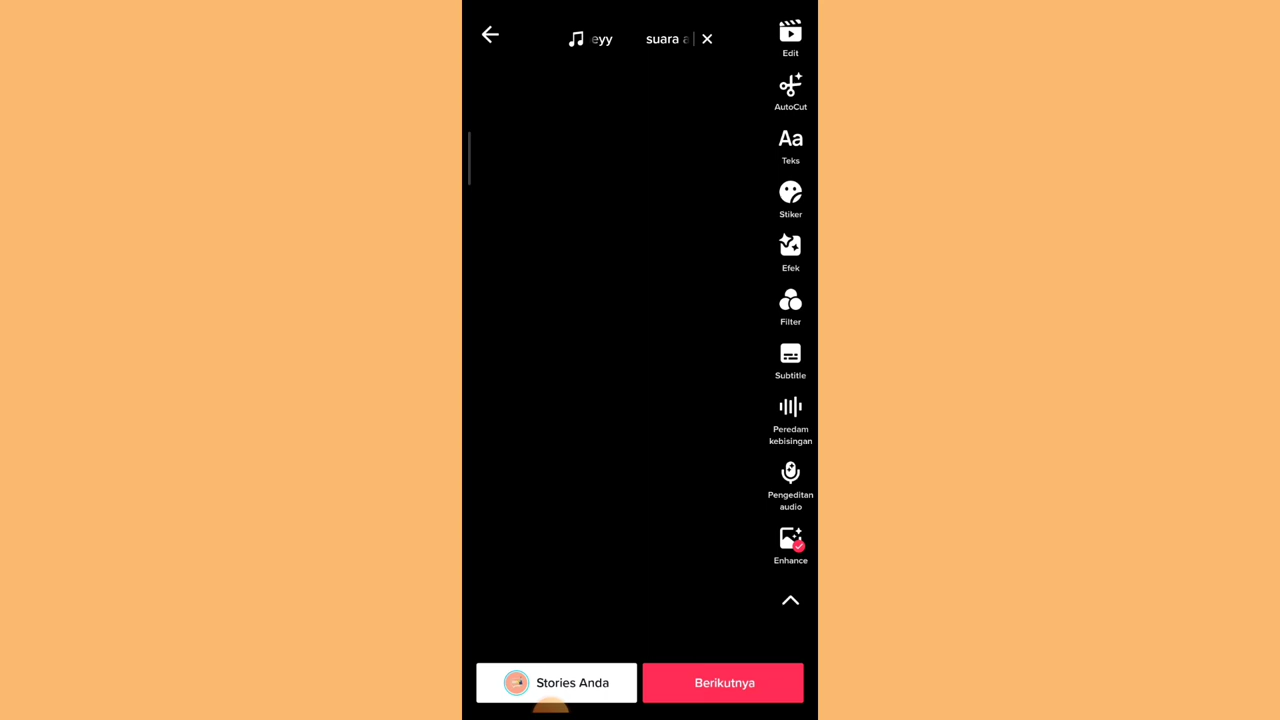 eyy suara
Edit
AutoCut
Aa
Teks
Stiker
Efek
Filter
Subtitle
Peredam
kebisingan
Pengeditan
audio
Enhance
Stories Anda
Berikutnya